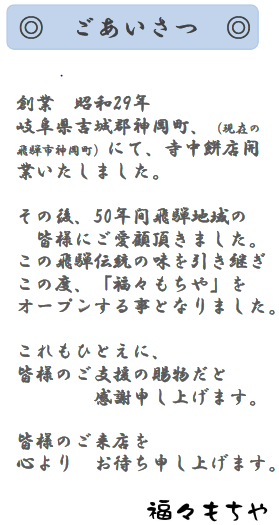 ◎ ごあいさつ ◎
創業 昭和29年
岐阜県吉城郡神岡町、(現在の
飛騨市神岡町)にて、寺中餅店開
業いたしました。
その後、50年間飛騨地域の
皆様にご愛顧頂きました。
この飛騨伝統の味を引き継ぎ
この度、「福々もちや」を
オープンする事となりました。
これもひとえに、
皆様のご支援の賜物だと
感謝申し上げます。
皆様のご来店を
心より お待ち申し上げます。
福々もちや